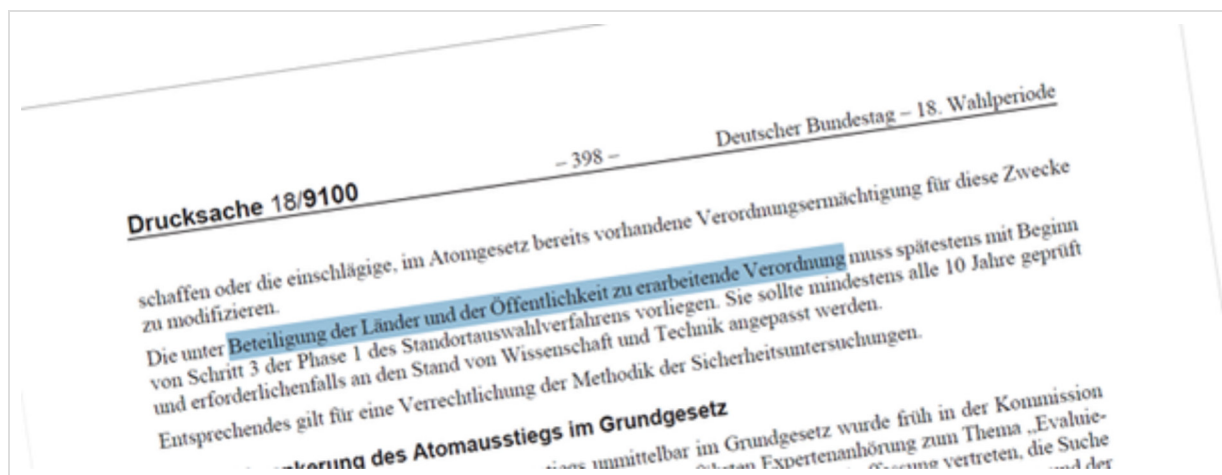 Drucksache 18/9100 – 398 – Deutscher Bundestag – 18. Wahlperiode
schaffen oder die einschlägige, im Atomgesetz bereits vorhandene Verordnungsermächtigung für diese Zwecke
zu modifizieren.
Die unter Beteiligung der Länder und der Öffentlichkeit zu erarbeitende Verordnung muss spätestens mit Beginn
von Schritt 3 der Phase 1 des Standortauswahlverfahrens vorliegen. Sie sollte mindestens alle 10 Jahre geprüft
und erforderlichenfalls an den Stand von Wissenschaft und Technik angepasst werden.
Entsprechendes gilt für eine Verrechtlichung der Methodik der Sicherheitsuntersuchungen.
des Atomausstiegs im Grundgesetz
unmittelbar im Grundgesetz wurde früh in der Kommission
Expertenanhörung zum Thema „Evaluie-
vertreten, die Suche
und der